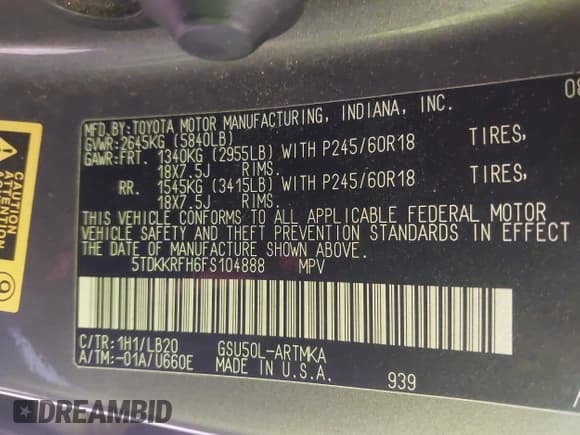 08
MFD.BY:TOYOTA MOTOR MANUFACTURING, INDIANA, INC.
GVWR:2645KG (5840LB)
GAWR:FRT. 1340KG (2955LB) WITH P245/60R18 TIRES,
18X7.5J RIMS.
RR. 1545KG (3415LB) WITH P245/60R18 TIRES,
18X7.5J RIMS.
THIS VEHICLE CONFORMS TO ALL APPLICABLE FEDERAL MOTOR
VEHICLE SAFETY AND THEFT PREVENTION STANDARDS IN EFFECT
THE DATE OF MANUFACTURE SHOWN ABOVE.
5TDKKRFH6FS104888 MPV
C/TR:1H1/LB20 GSU50L-ARTMKA
A/TM:-01A/U660E MADE IN U.S.A. 939
CAUTION
ATTENTION
DREAMBID